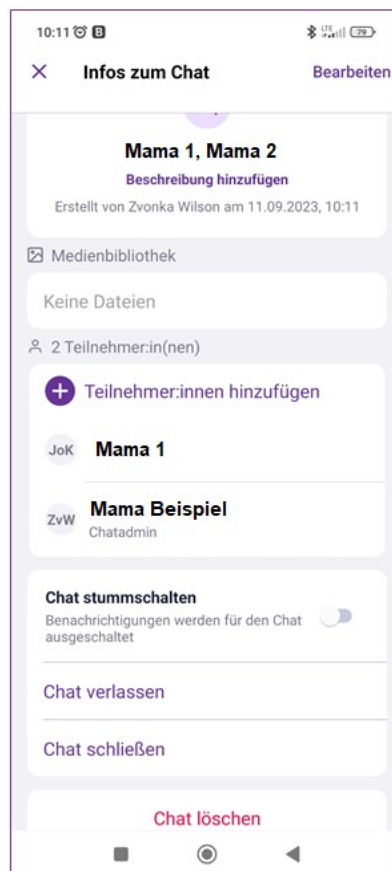 10:11 B LTE 79
Infos zum Chat Bearbeiten
Mama 1, Mama 2
Beschreibung hinzufügen
Erstellt von Zvonka Wilson am 11.09.2023, 10:11
Medienbibliothek
Keine Dateien
2 Teilnehmer:in(nen)
Teilnehmer:innen hinzufügen
JoK Mama 1
ZvW Mama Beispiel
Chatadmin
Chat stummschalten
Benachrichtigungen werden für den Chat
ausgeschaltet
Chat verlassen
Chat schließen
Chat löschen